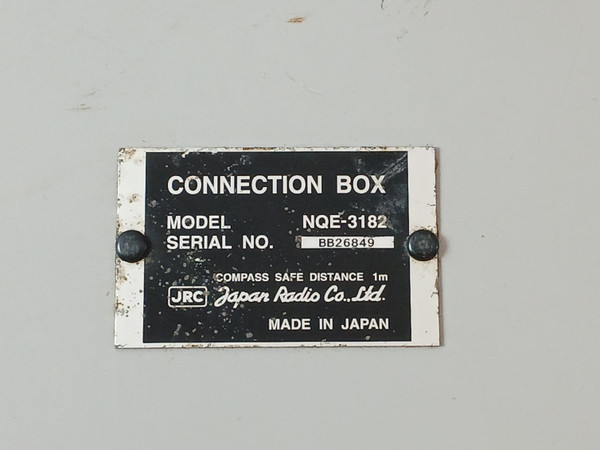 CONNECTION BOX
MODEL NQE-3182
SERIAL NO. BB26849
COMPASS SAFE DISTANCE 1m
JRC Japan Radio Co., Ltd.
MADE IN JAPAN